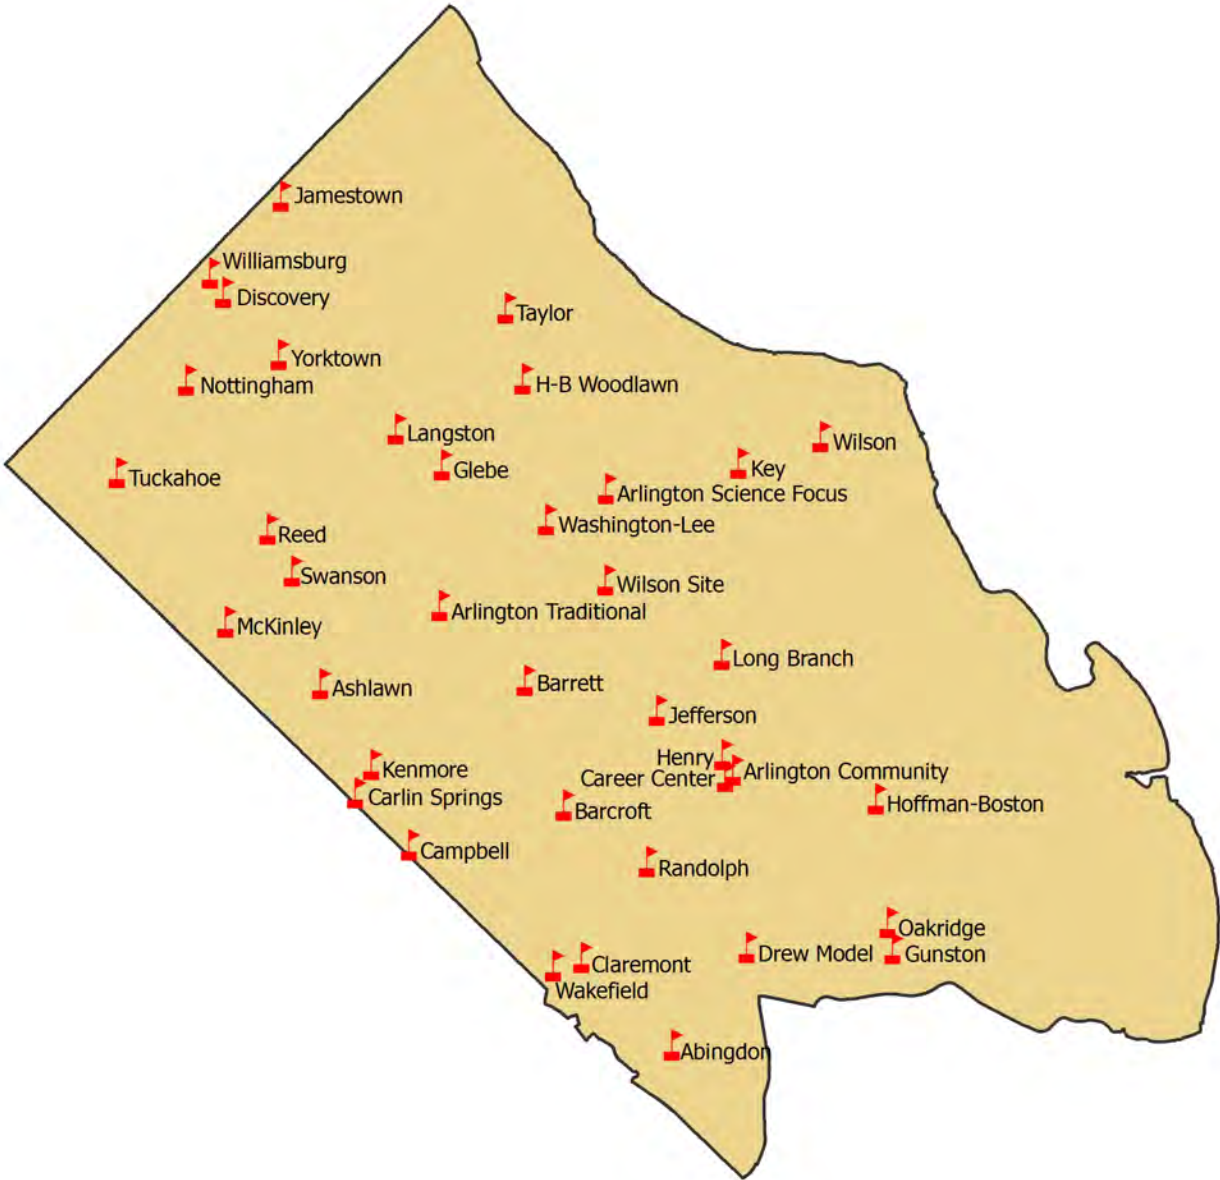 Jamestown
Williamsburg
Discovery
Taylor
Yorktown
Nottingham
H-B Woodlawn
Langston
Wilson
Glebe
Key
Tuckahoe
Arlington Science Focus
Washington-Lee
Reed
Swanson
Wilson Site
Arlington Traditional
McKinley
Long Branch
Barrett
Ashlawn
Jefferson
Henry
Kenmore
Arlington Community
Career Center
Carlin Springs
Hoffman-Boston
Barcroft
Campbell
Randolph
Oakridge
Drew Model
Gunston
Claremont
Wakefield
Abingdon